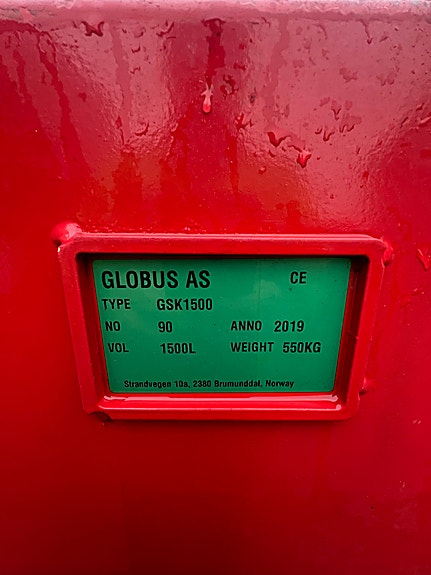 GLOBUS AS CE
TYPE GSK1500
NO 90 ANNO 2019
VOL 1500L WEIGHT 550KG
Strandvegen 10a, 2380 Brumunddal, Norway